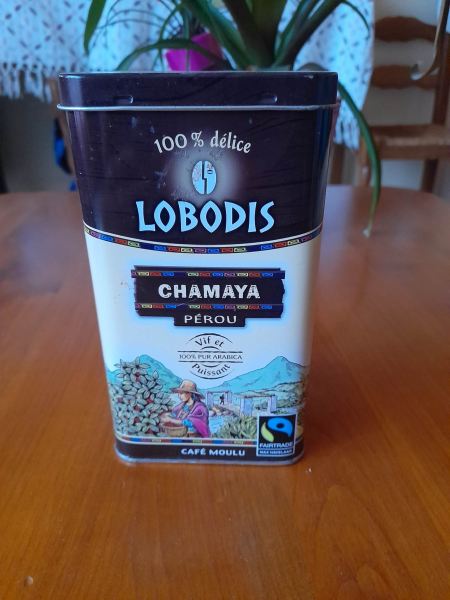 100 % délice
LOBODIS
CHAMAYA
PÉROU
Vif et
100% PUR ARABICA
Puissant
FAIRTRADE
MAX HAVELAAR
CAFÉ MOULU